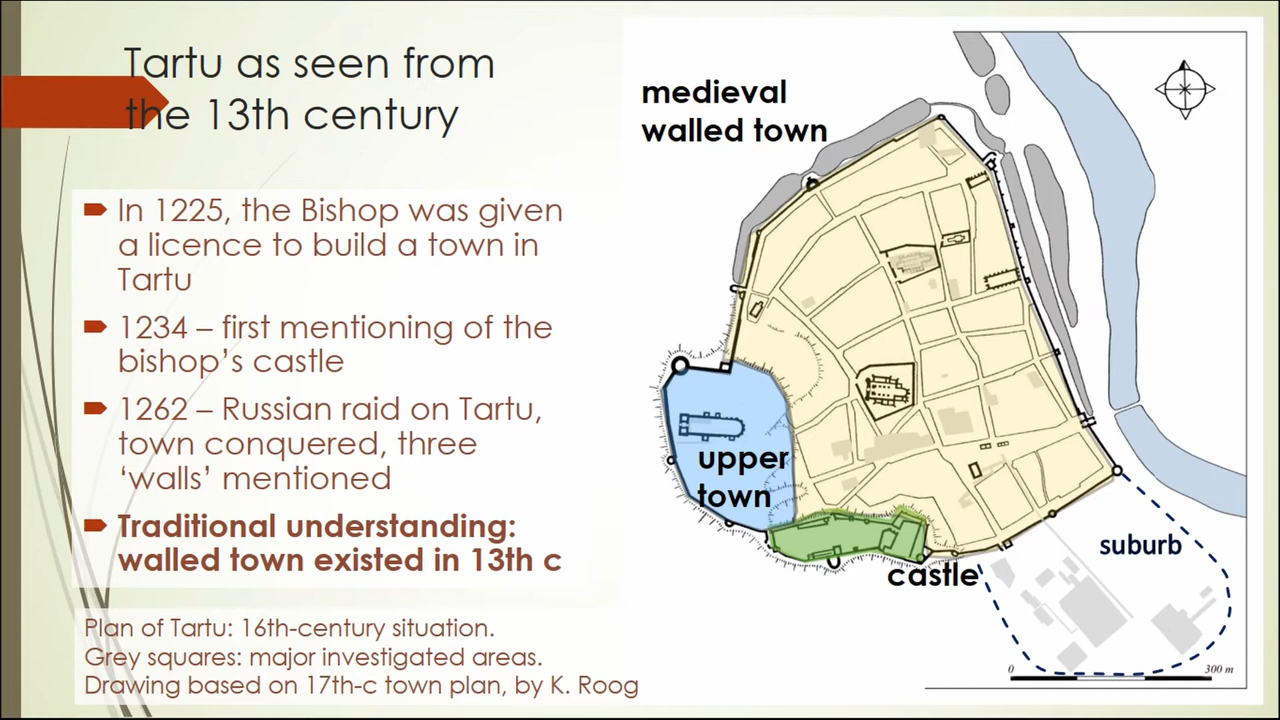 Tartu as seen from
the 13th century
In 1225, the Bishop was given
a licence to build a town in
Tartu
1234 – first mentioning of the
bishop’s castle
1262 – Russian raid on Tartu,
town conquered, three
‘walls’ mentioned
Traditional understanding:
walled town existed in 13th c
Plan of Tartu: 16th-century situation.
Grey squares: major investigated areas.
Drawing based on 17th-c town plan, by K. Roog
medieval
walled town
upper
town
castle
suburb
0 300 m